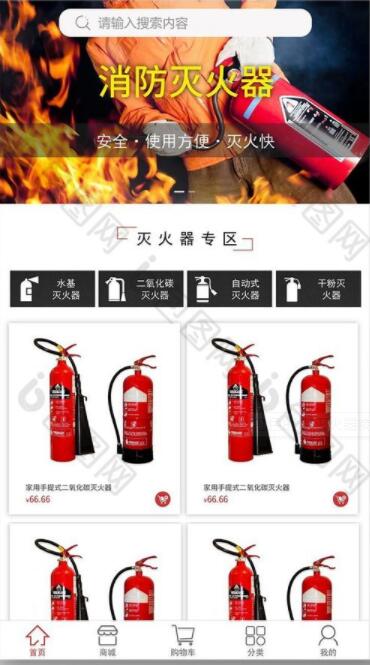 请输入搜索内容
消防灭火器
安全·使用方便·灭火快
灭火器专区
水基
灭火器
二氧化碳
灭火器
自动式
灭火器
干粉灭
火器
家用手提式二氧化碳灭火器
¥66.66
家用手提式二氧化碳灭火器
¥66.66
首页
商城
购物车
分类
我的